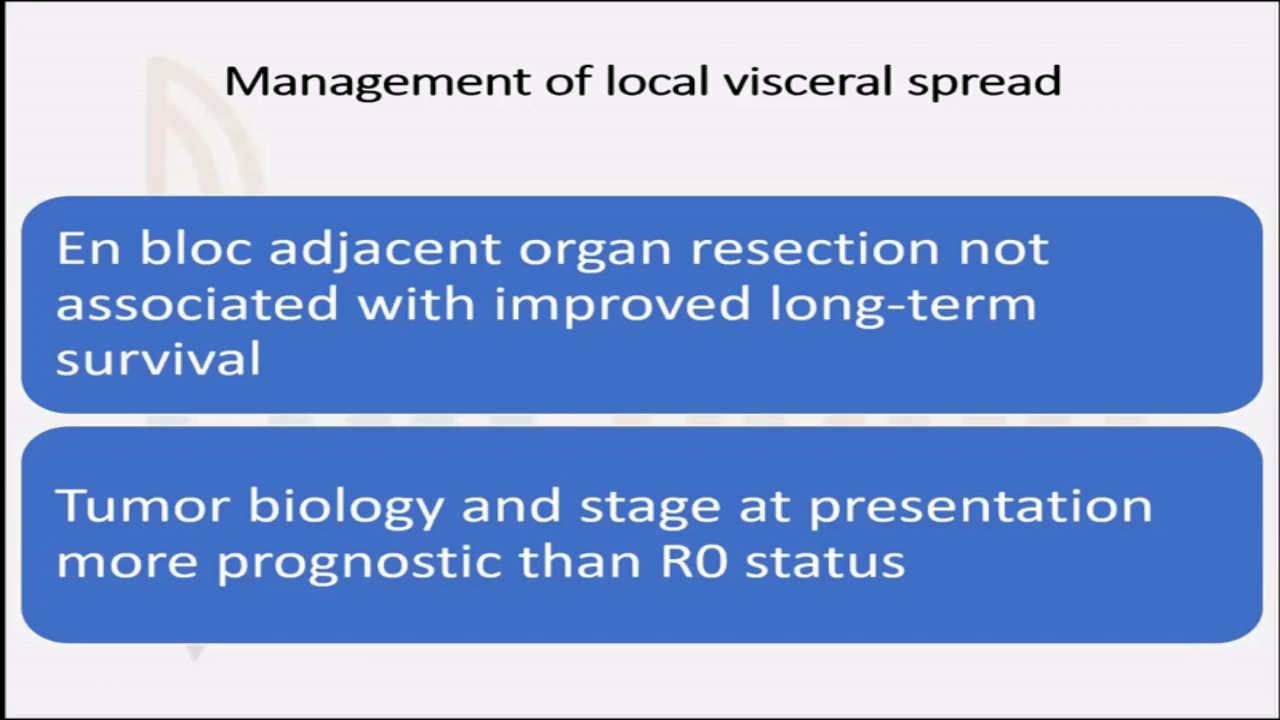 Management of local visceral spread
En bloc adjacent organ resection not
associated with improved long-term
survival
Tumor biology and stage at presentation
more prognostic than R0 status